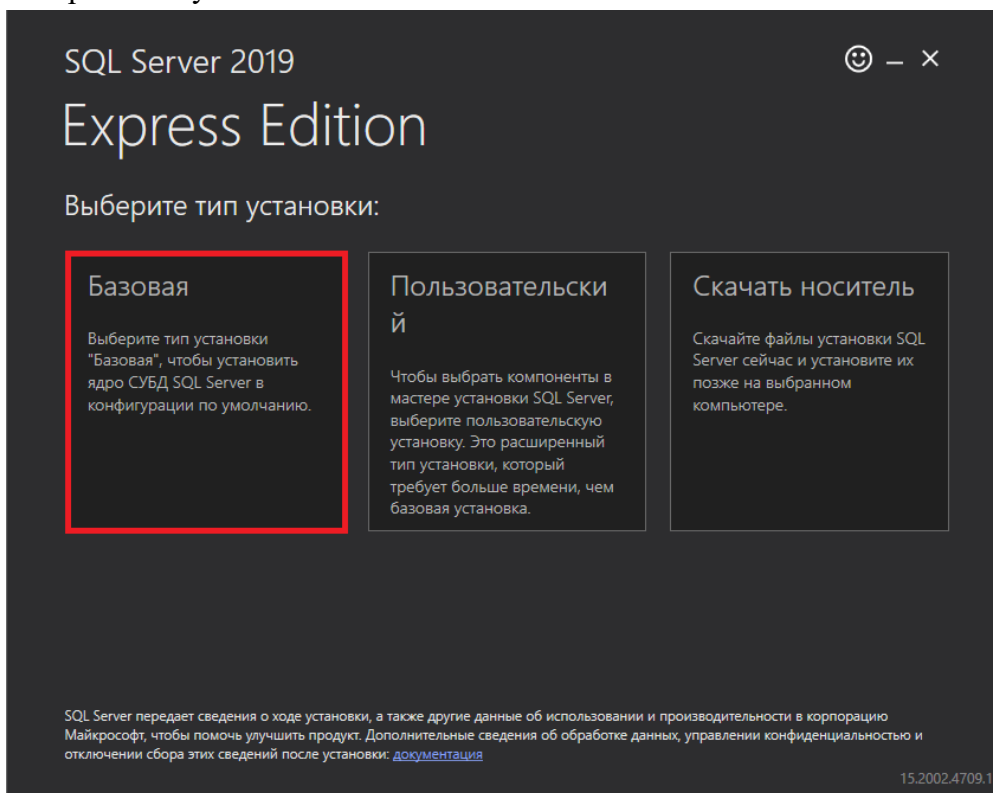 SQL Server 2019
Express Edition
Выберите тип установки:
Базовая
Выберите тип установки
"Базовая", чтобы установить
ядро СУБД SQL Server в
конфигурации по умолчанию.
Пользовательски
й
Чтобы выбрать компоненты в
мастере установки SQL Server,
выберите пользовательскую
установку. Это расширенный
тип установки, который
требует больше времени, чем
базовая установка.
Скачать носитель
Скачайте файлы установки SQL
Server сейчас и установите их
позже на выбранном
компьютере.
SQL Server передает сведения о ходе установки, а также другие данные об использовании и производительности в корпорацию
Майкрософт, чтобы помочь улучшить продукт. Дополнительные сведения об обработке данных, управлении конфиденциальностью и
отключении сбора этих сведений после установки: документация
15.2002.4709.1